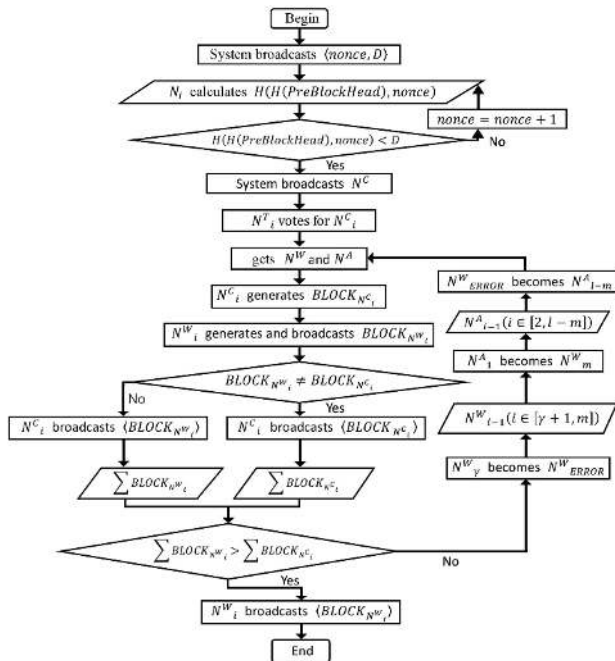 Begin
System broadcasts ⟨nonce, D⟩
N_i calculates H(H(PreBlockHead), nonce)
nonce = nonce + 1
H(H(PreBlockHead), nonce) < D
No
Yes
System broadcasts N^C
N^T_i votes for N^C_i
gets N^W and N^A
N^W_ERROR becomes N^A_{l-m}
N^C_i generates BLOCK_{N^C_i}
N^A_{i-1}(i ∈ [2, l − m])
N^W_i generates and broadcasts BLOCK_{N^W_i}
N^A_1 becomes N^W_m
BLOCK_{N^W_i} ≠ BLOCK_{N^C_i}
No
Yes
N^W_{i-1}(i ∈ [γ + 1, m])
N^C_i broadcasts ⟨BLOCK_{N^W_i}⟩
N^C_i broadcasts ⟨BLOCK_{N^C_i}⟩
∑ BLOCK_{N^W_i}
∑ BLOCK_{N^C_i}
N^W_γ becomes N^W_ERROR
∑ BLOCK_{N^W_i} > ∑ BLOCK_{N^C_i}
No
Yes
N^W_i broadcasts ⟨BLOCK_{N^W_i}⟩
End